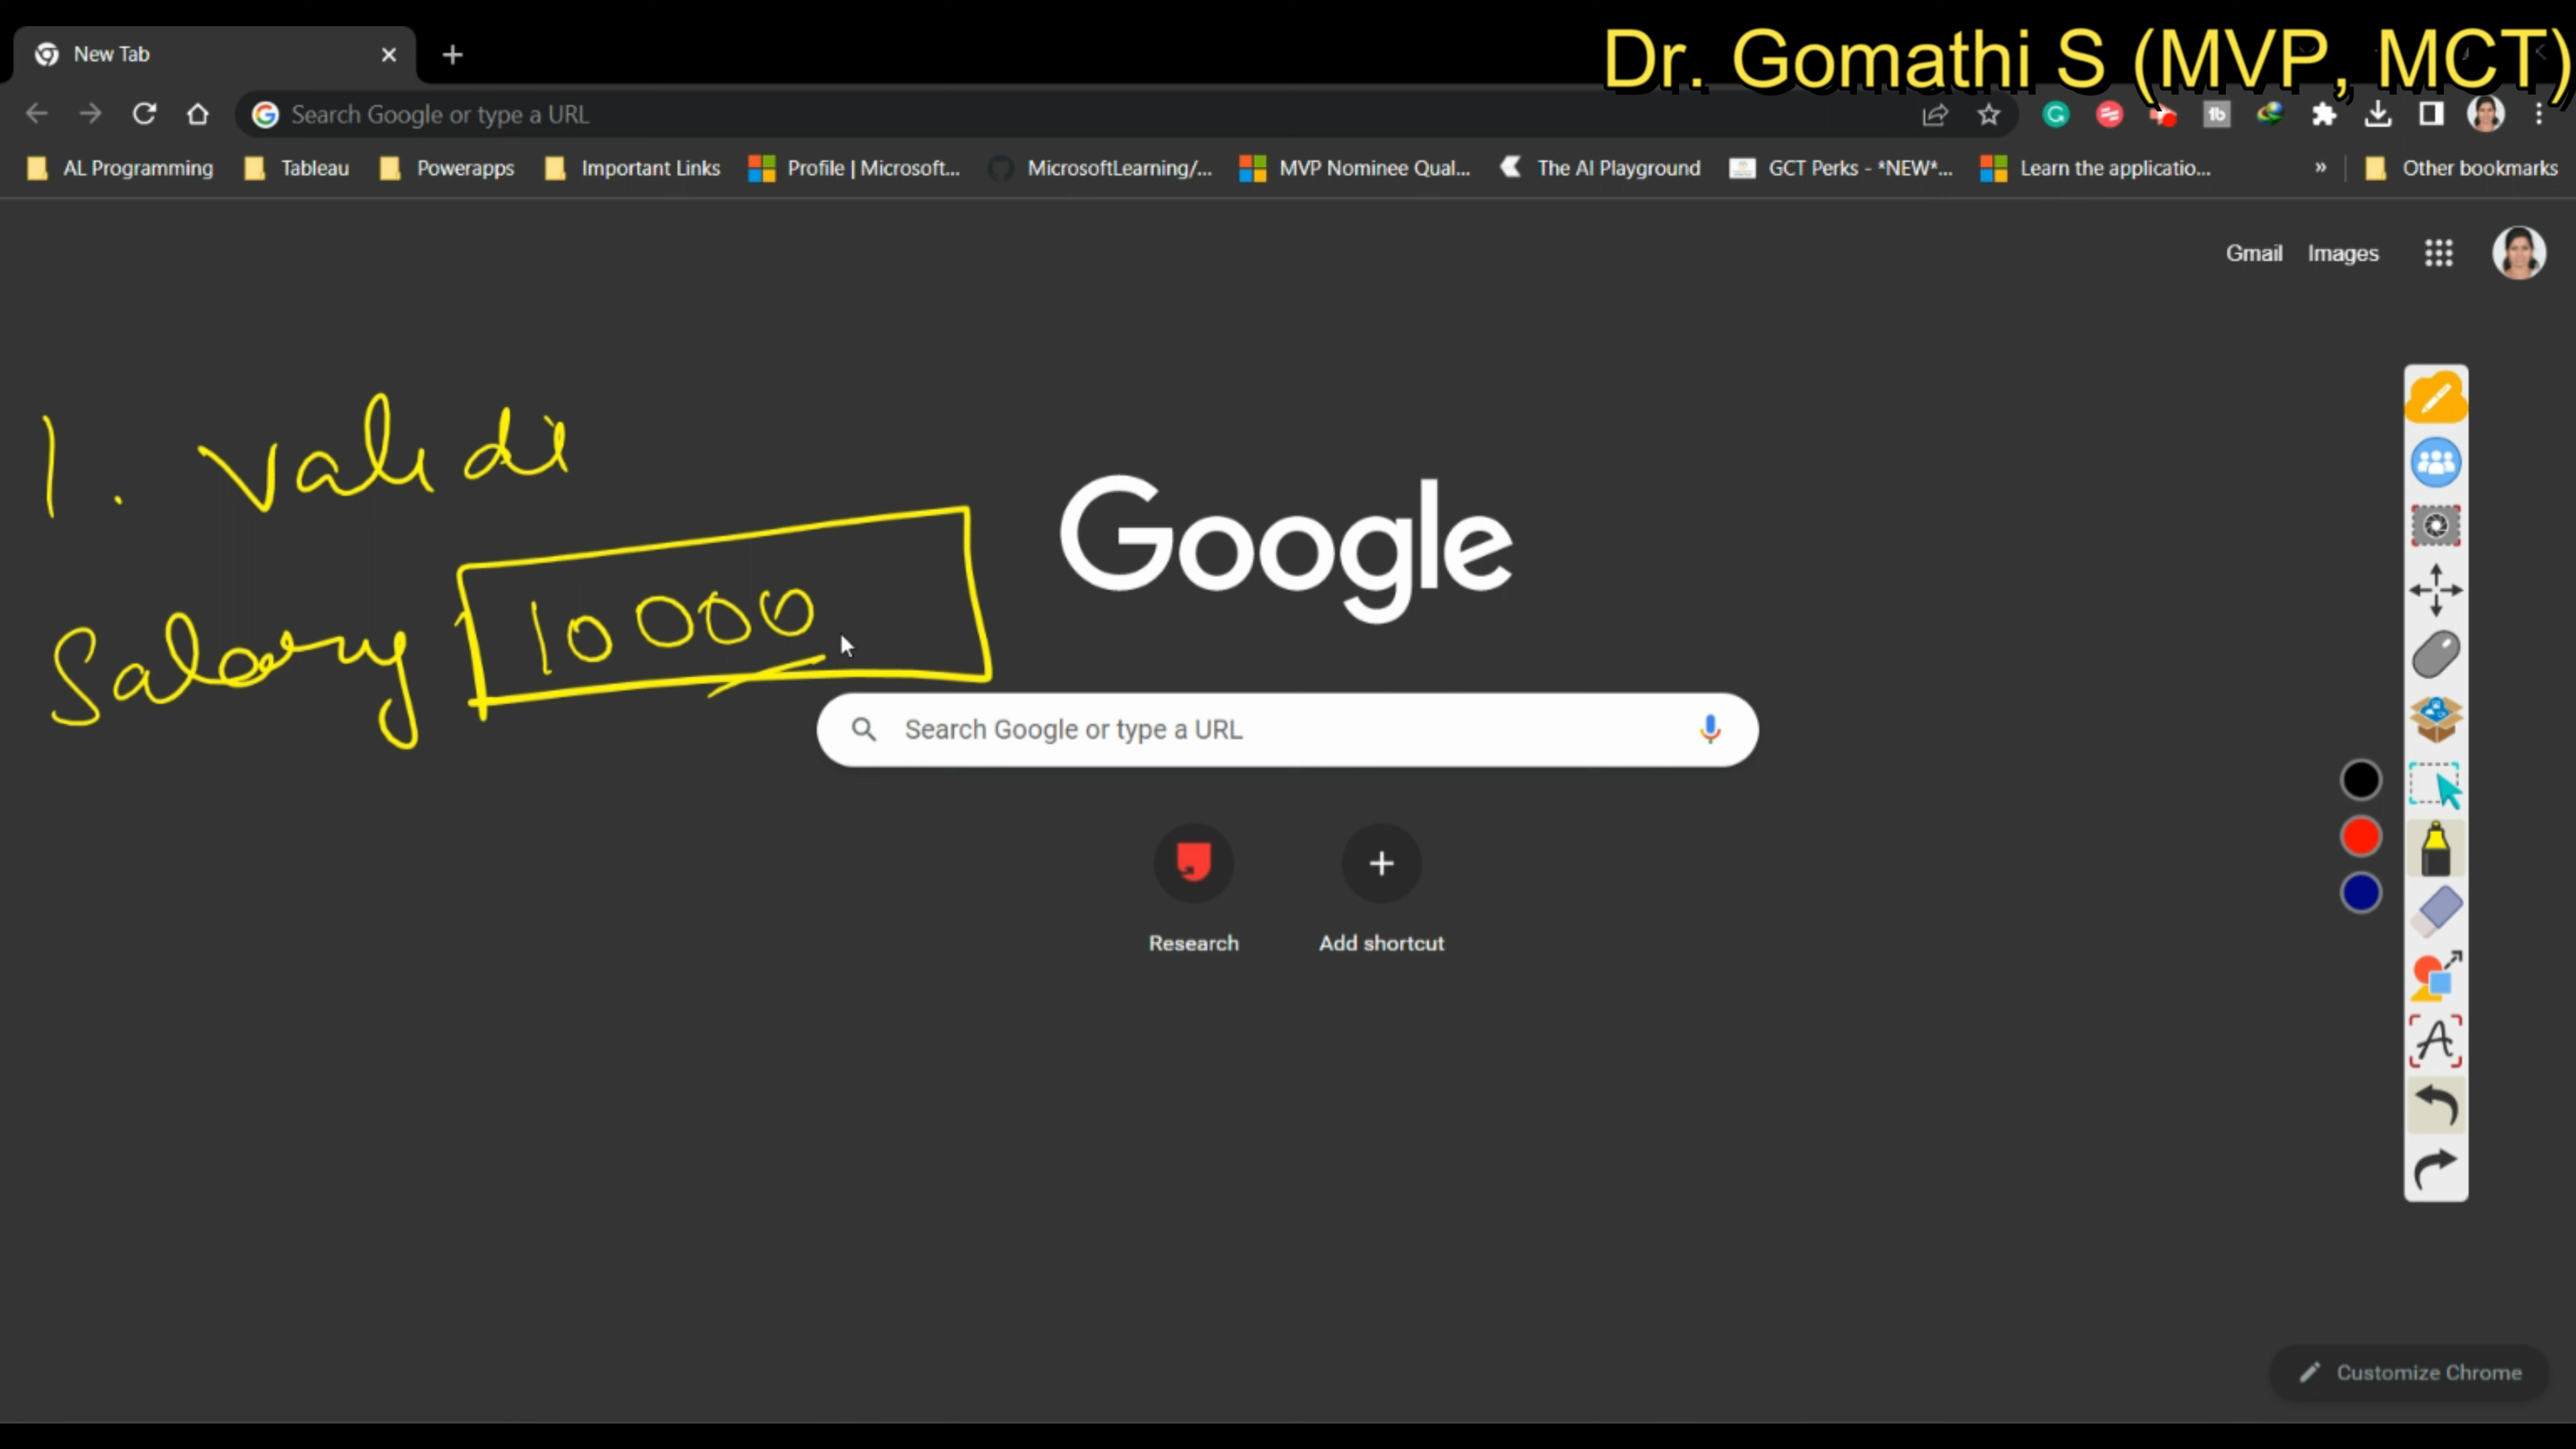 Dr. Gomathi S (MVP, MCT)
New Tab
Search Google or type a URL
AL Programming Tableau Powerapps Important Links Profile | Microsoft... MicrosoftLearning/... MVP Nominee Qual... The AI Playground GCT Perks - *NEW*... Learn the applicatio... » Other bookmarks
Gmail Images
1. Validi
Google
Salary 10000
Search Google or type a URL
Research Add shortcut
Customize Chrome